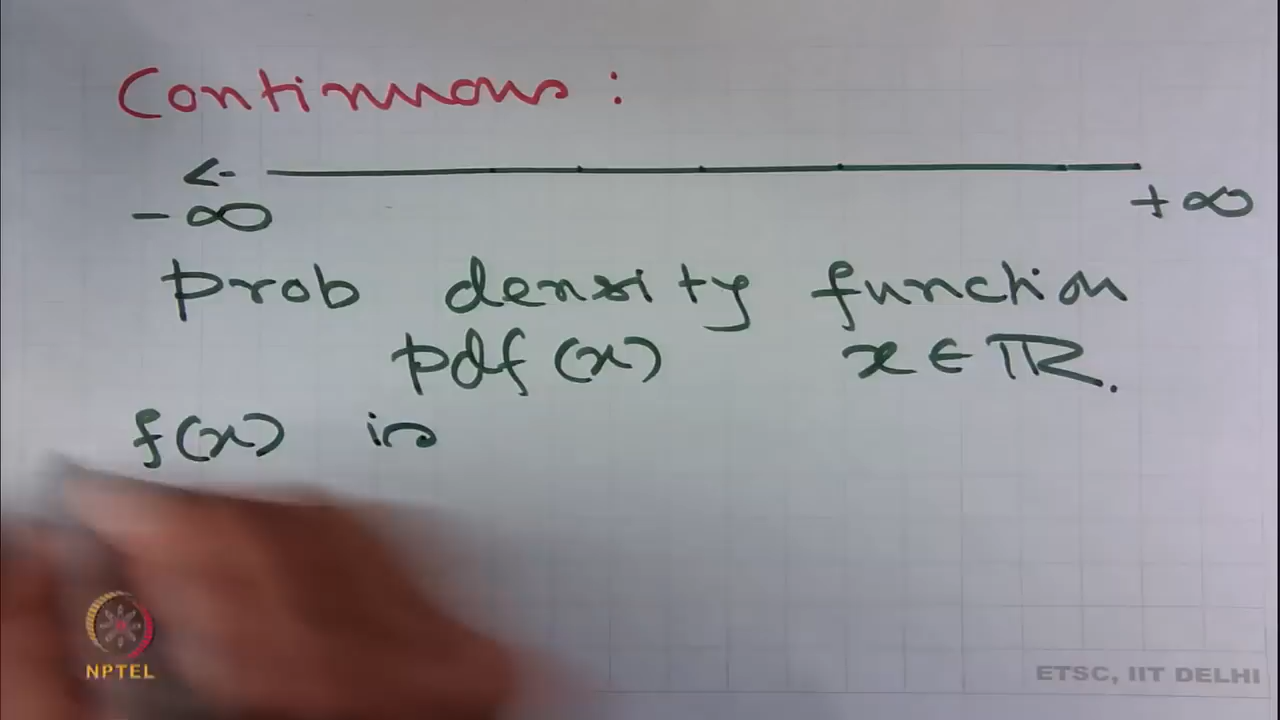 Continuous :
<-
- ∞ + ∞
prob density function
pdf (x) x ∈ ℝ.
f(x) is
NPTEL
ETSC, IIT DELHI